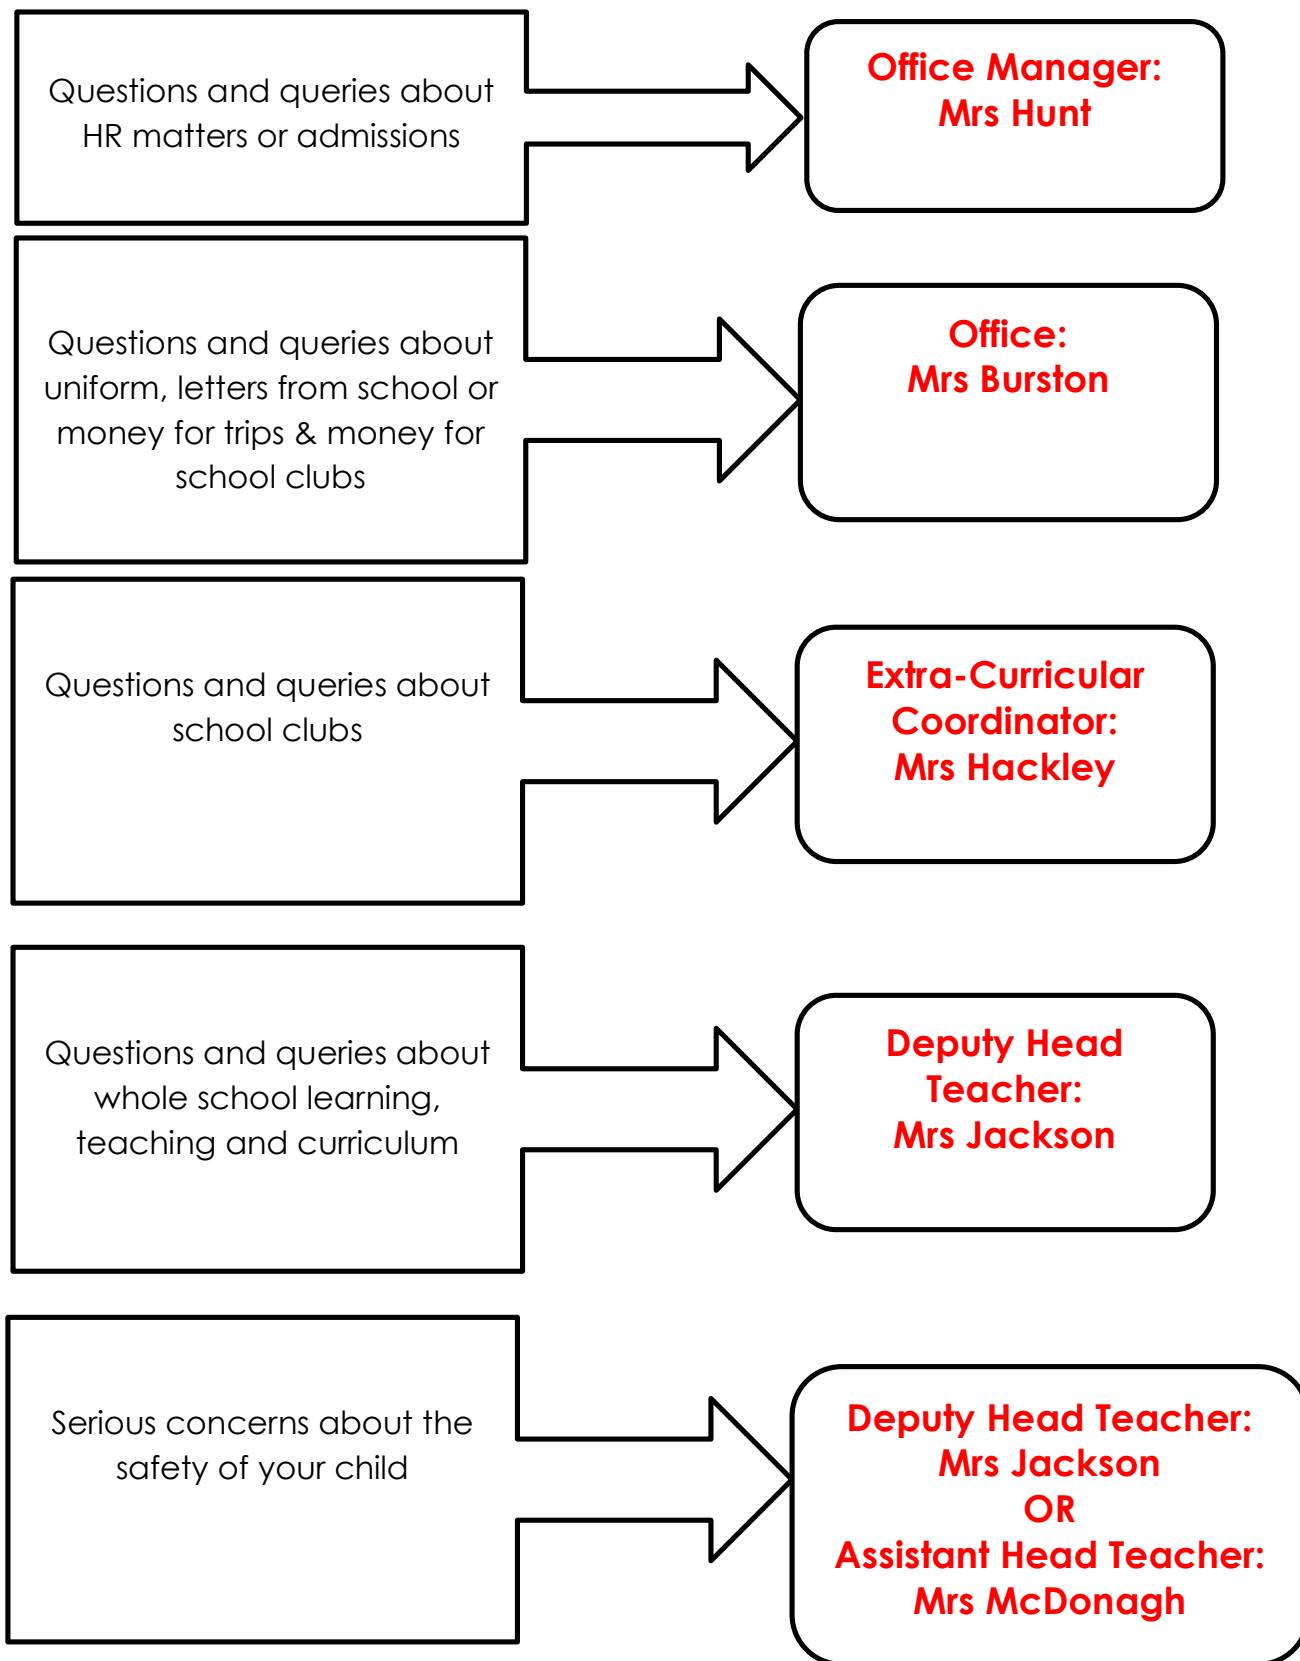 Questions and queries about
HR matters or admissions
Office Manager:
Mrs Hunt
Questions and queries about
uniform, letters from school or
money for trips & money for
school clubs
Office:
Mrs Burston
Questions and queries about
school clubs
Extra-Curricular
Coordinator:
Mrs Hackley
Questions and queries about
whole school learning,
teaching and curriculum
Deputy Head
Teacher:
Mrs Jackson
Serious concerns about the
safety of your child
Deputy Head Teacher:
Mrs Jackson
OR
Assistant Head Teacher:
Mrs McDonagh